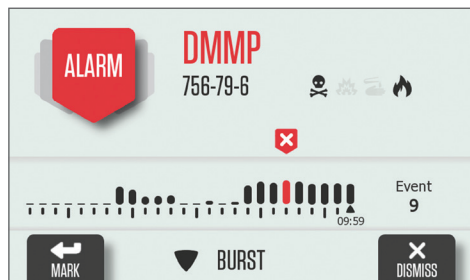 ALARM
DMMP
756-79-6
Event
9
09:59
MARK
BURST
DISMISS